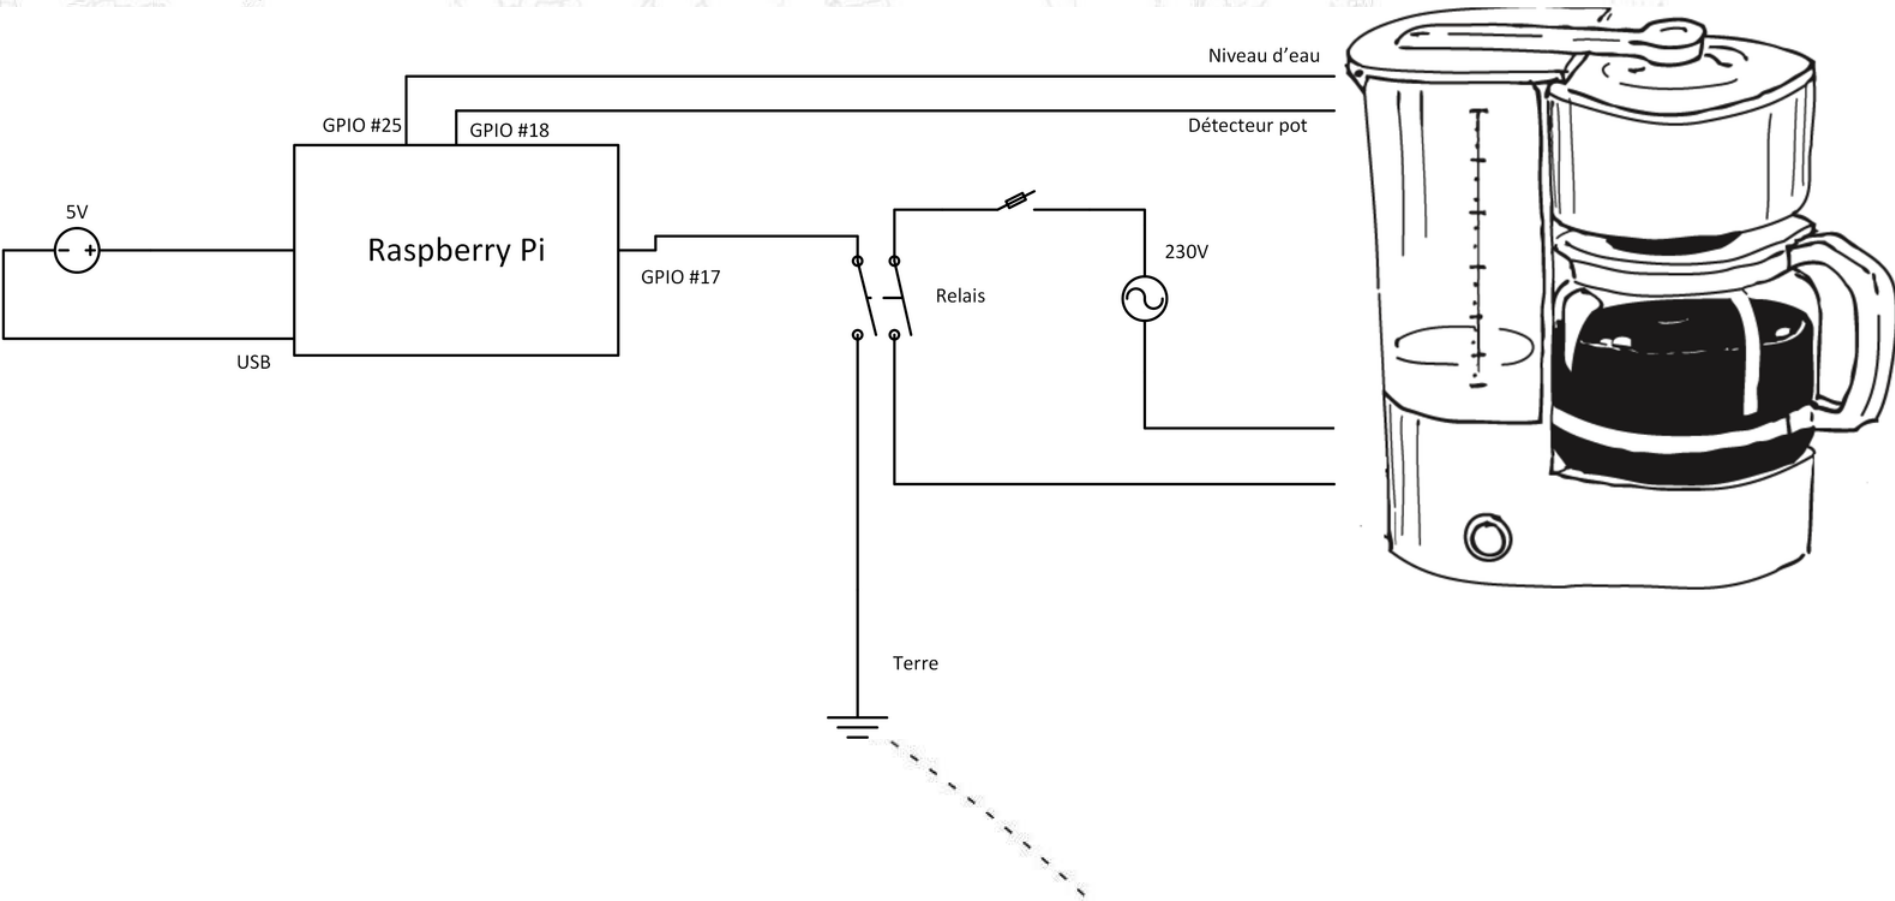 Niveau d’eau
GPIO #25
GPIO #18
Détecteur pot
5V
Raspberry Pi
230V
GPIO #17
Relais
USB
Terre